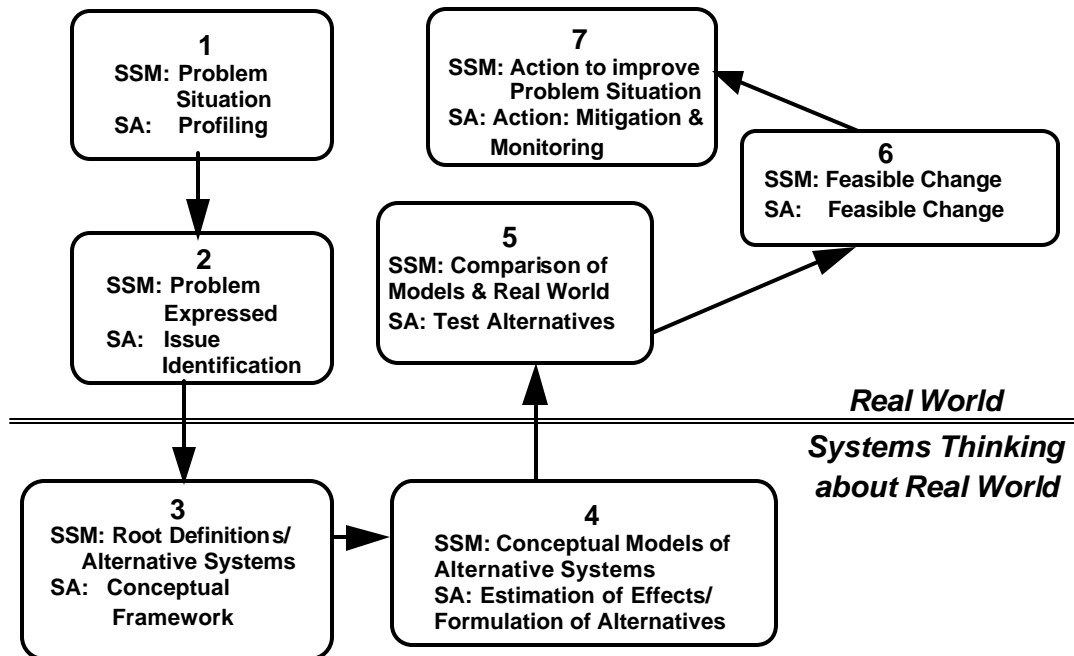 1
SSM: Problem
Situation
SA: Profiling
2
SSM: Problem
Expressed
SA: Issue
Identification
3
SSM: Root Definitions/
Alternative Systems
SA: Conceptual
Framework
4
SSM: Conceptual Models of
Alternative Systems
SA: Estimation of Effects/
Formulation of Alternatives
5
SSM: Comparison of
Models & Real World
SA: Test Alternatives
6
SSM: Feasible Change
SA: Feasible Change
7
SSM: Action to improve
Problem Situation
SA: Action: Mitigation &
Monitoring
Real World
Systems Thinking
about Real World